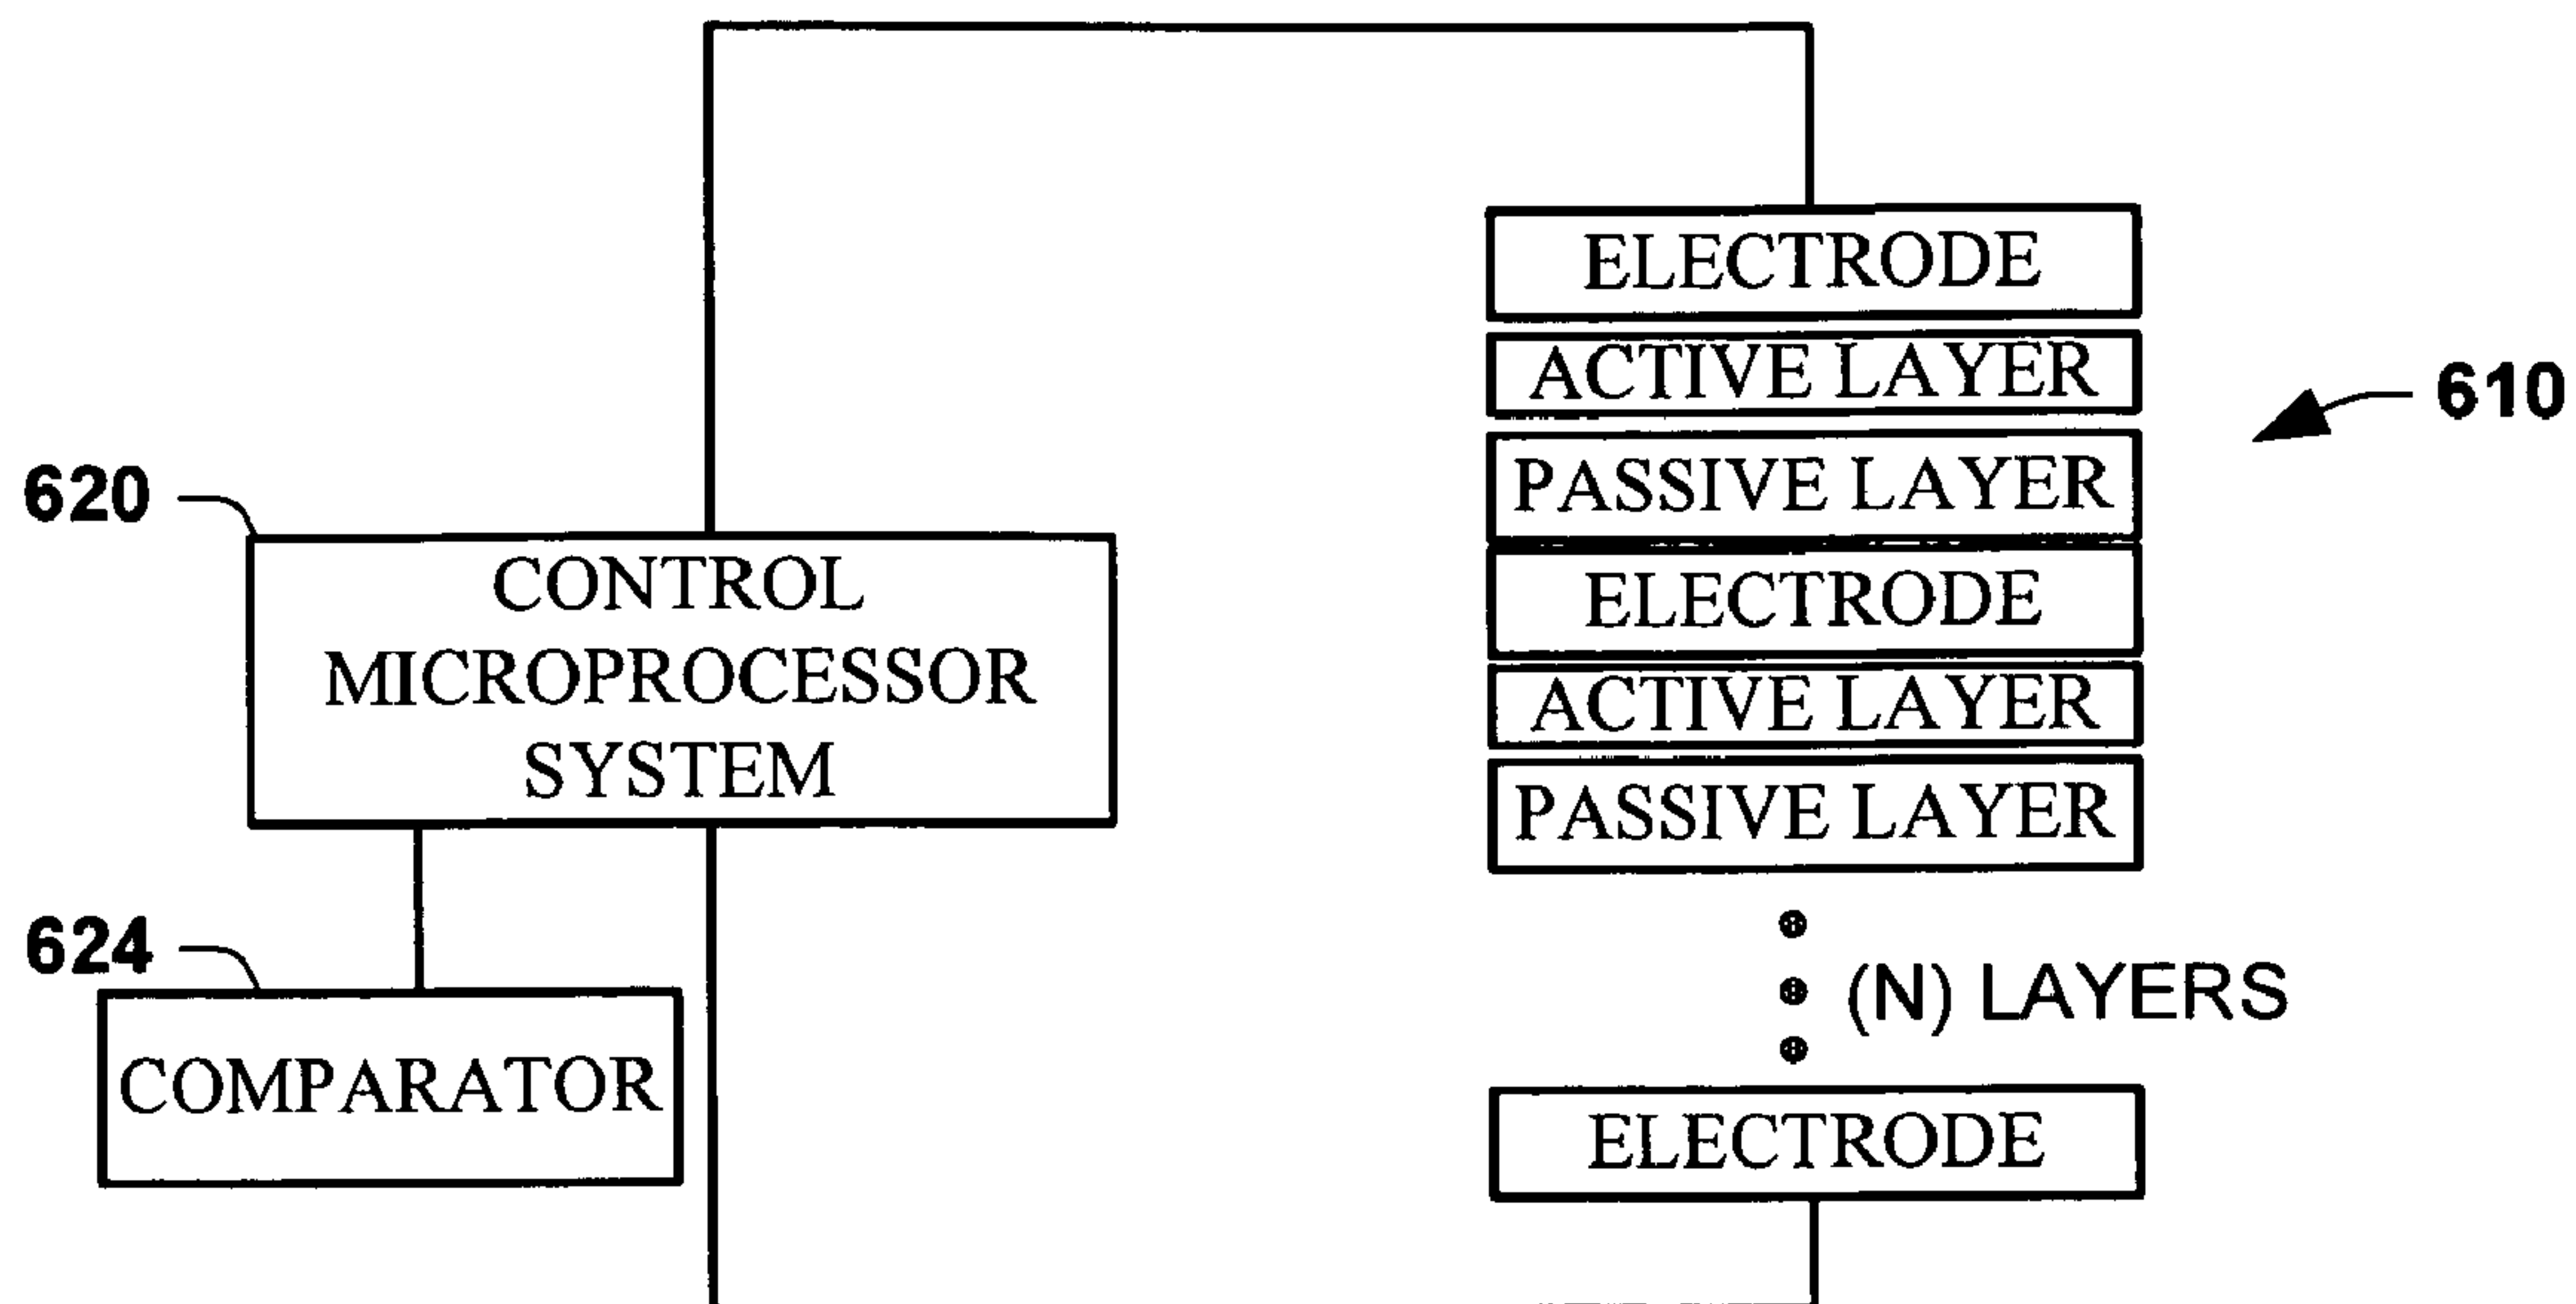 ELECTRODE
ACTIVE LAYER
610
PASSIVE LAYER
620
CONTROL
MICROPROCESSOR
SYSTEM
ELECTRODE
ACTIVE LAYER
PASSIVE LAYER
624
COMPARATOR
(N) LAYERS
ELECTRODE